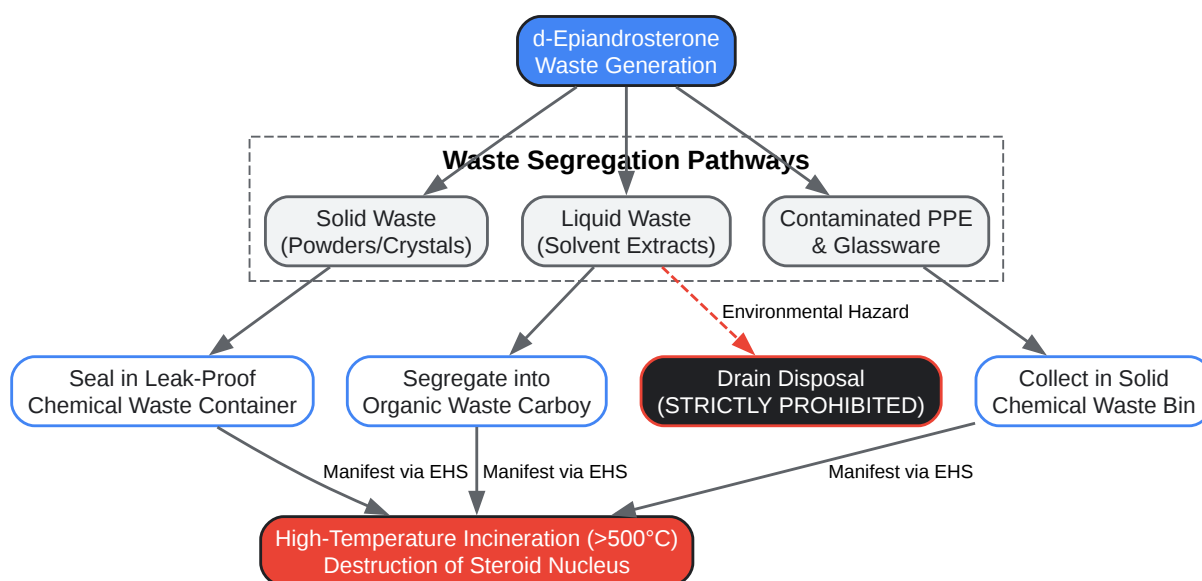 d-Epiandrosterone
Waste Generation
Waste Segregation Pathways
Solid Waste
(Powders/Crystals)
Liquid Waste
(Solvent Extracts)
Contaminated PPE
& Glassware
Environmental Hazard
Seal in Leak-Proof
Chemical Waste Container
Segregate into
Organic Waste Carboy
Drain Disposal
(STRICTLY PROHIBITED)
Collect in Solid
Chemical Waste Bin
Manifest via EHS
Manifest via EHS
Manifest via EHS
High-Temperature Incineration (>500°C)
Destruction of Steroid Nucleus